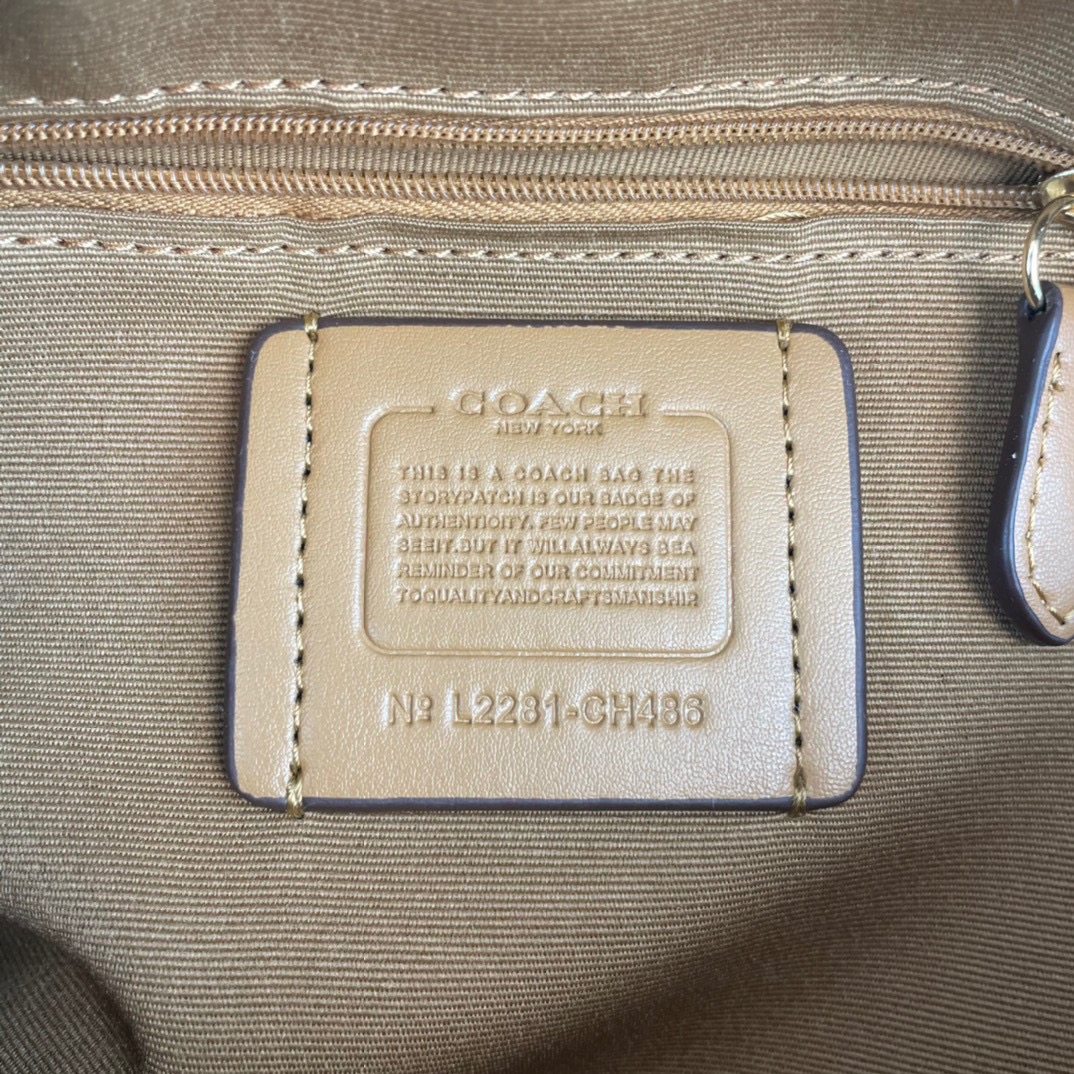 COACH
NEW YORK
THIS IS A COACH BAG THE
STORYPATCH IS OUR BADGE OF
AUTHENTICITY. FEW PEOPLE MAY
SEEIT.BUT IT WILLALWAYS BEA
REMINDER OF OUR COMMITMENT
TOQUALITYANDCRAFTSMANSHIP
Nº L2281-CH486